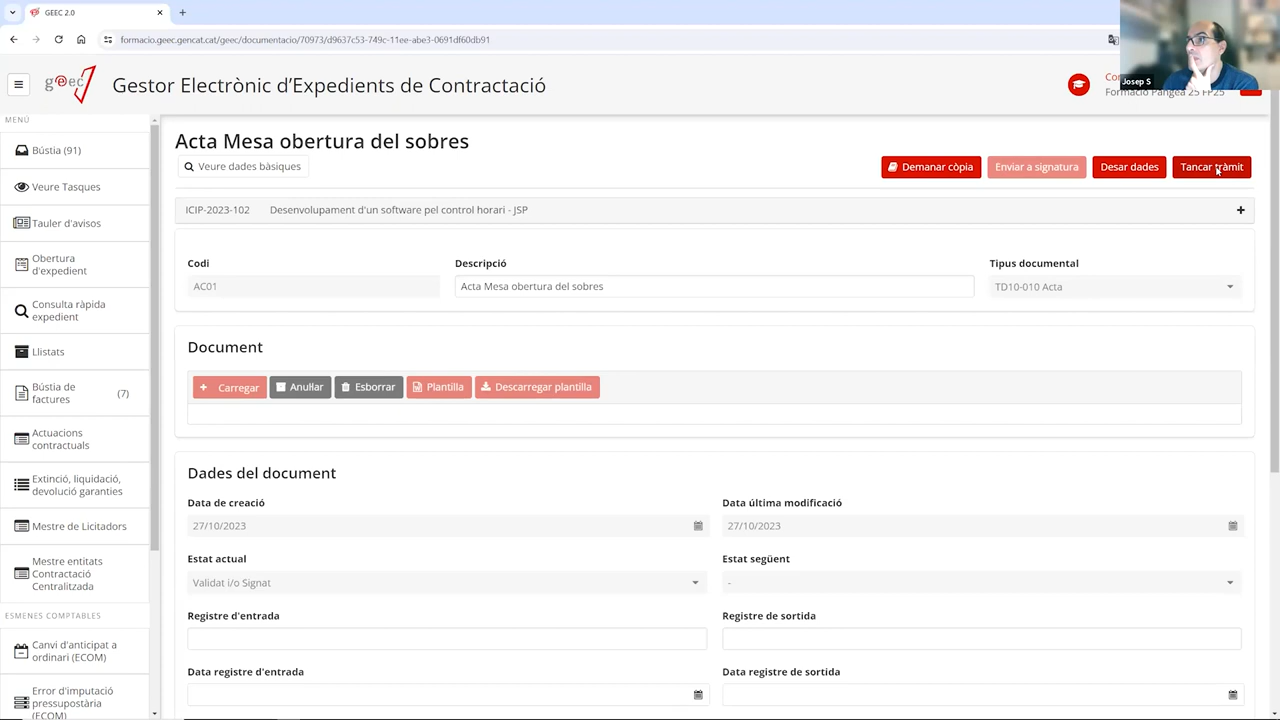 GEEC 2.0
formacio.geec.gencat.cat/geec/documentacio/70973/d9637c53-749c-11ee-abe3-0691df60db91
Josep S
geec
Gestor Electrònic d'Expedients de Contractació
Formació Pangea 25 FP25
MENÚ
Bústia (91)
Veure Tasques
Tauler d'avisos
Obertura
d'expedient
Consulta ràpida
expedient
Llistats
Bústia de
factures
(7)
Actuacions
contractuals
Extinció, liquidació,
devolució garanties
Mestre de Licitadors
Mestre entitats
Contractació
Centralitzada
ESMENES COMPTABLES
Canvi d'anticipat a
ordinari (ECOM)
Error d'imputació
pressupostària
(ECOM)
Acta Mesa obertura del sobres
Veure dades bàsiques
Demanar còpia
Enviar a signatura
Desar dades
Tancar tràmit
ICIP-2023-102 Desenvolupament d'un software pel control horari - JSP +
Codi
Descripció
Tipus documental
AC01
Acta Mesa obertura del sobres
TD10-010 Acta
Document
+ Carregar
Anul·lar
Esborrar
Plantilla
Descarregar plantilla
Dades del document
Data de creació
Data última modificació
27/10/2023
27/10/2023
Estat actual
Estat següent
Validat i/o Signat
-
Registre d'entrada
Registre de sortida
Data registre d'entrada
Data registre de sortida